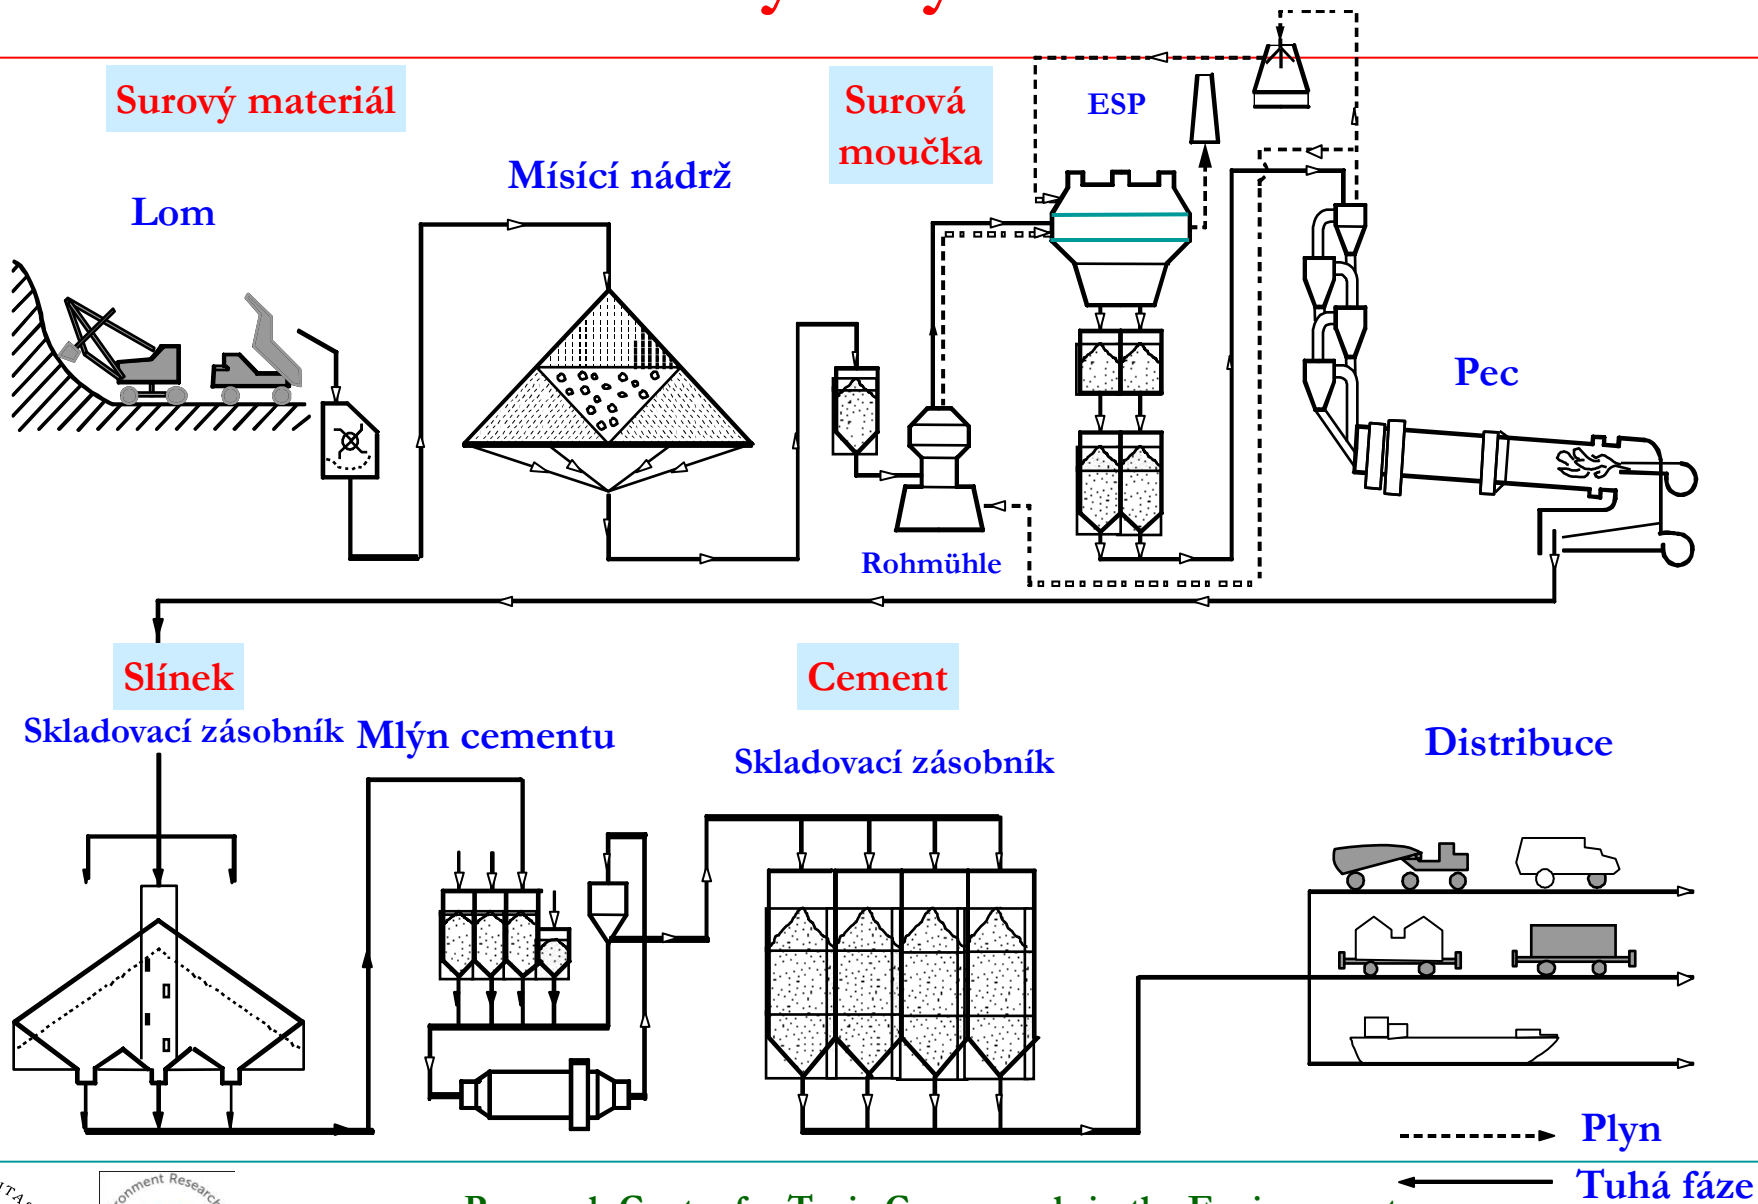 Surový materiál
Surová
moučka
ESP
Mísící nádrž
Lom
Pec
Rohmühle
Slínek
Cement
Skladovací zásobník
Mlýn cementu
Skladovací zásobník
Distribuce
Plyn
Tuhá fáze